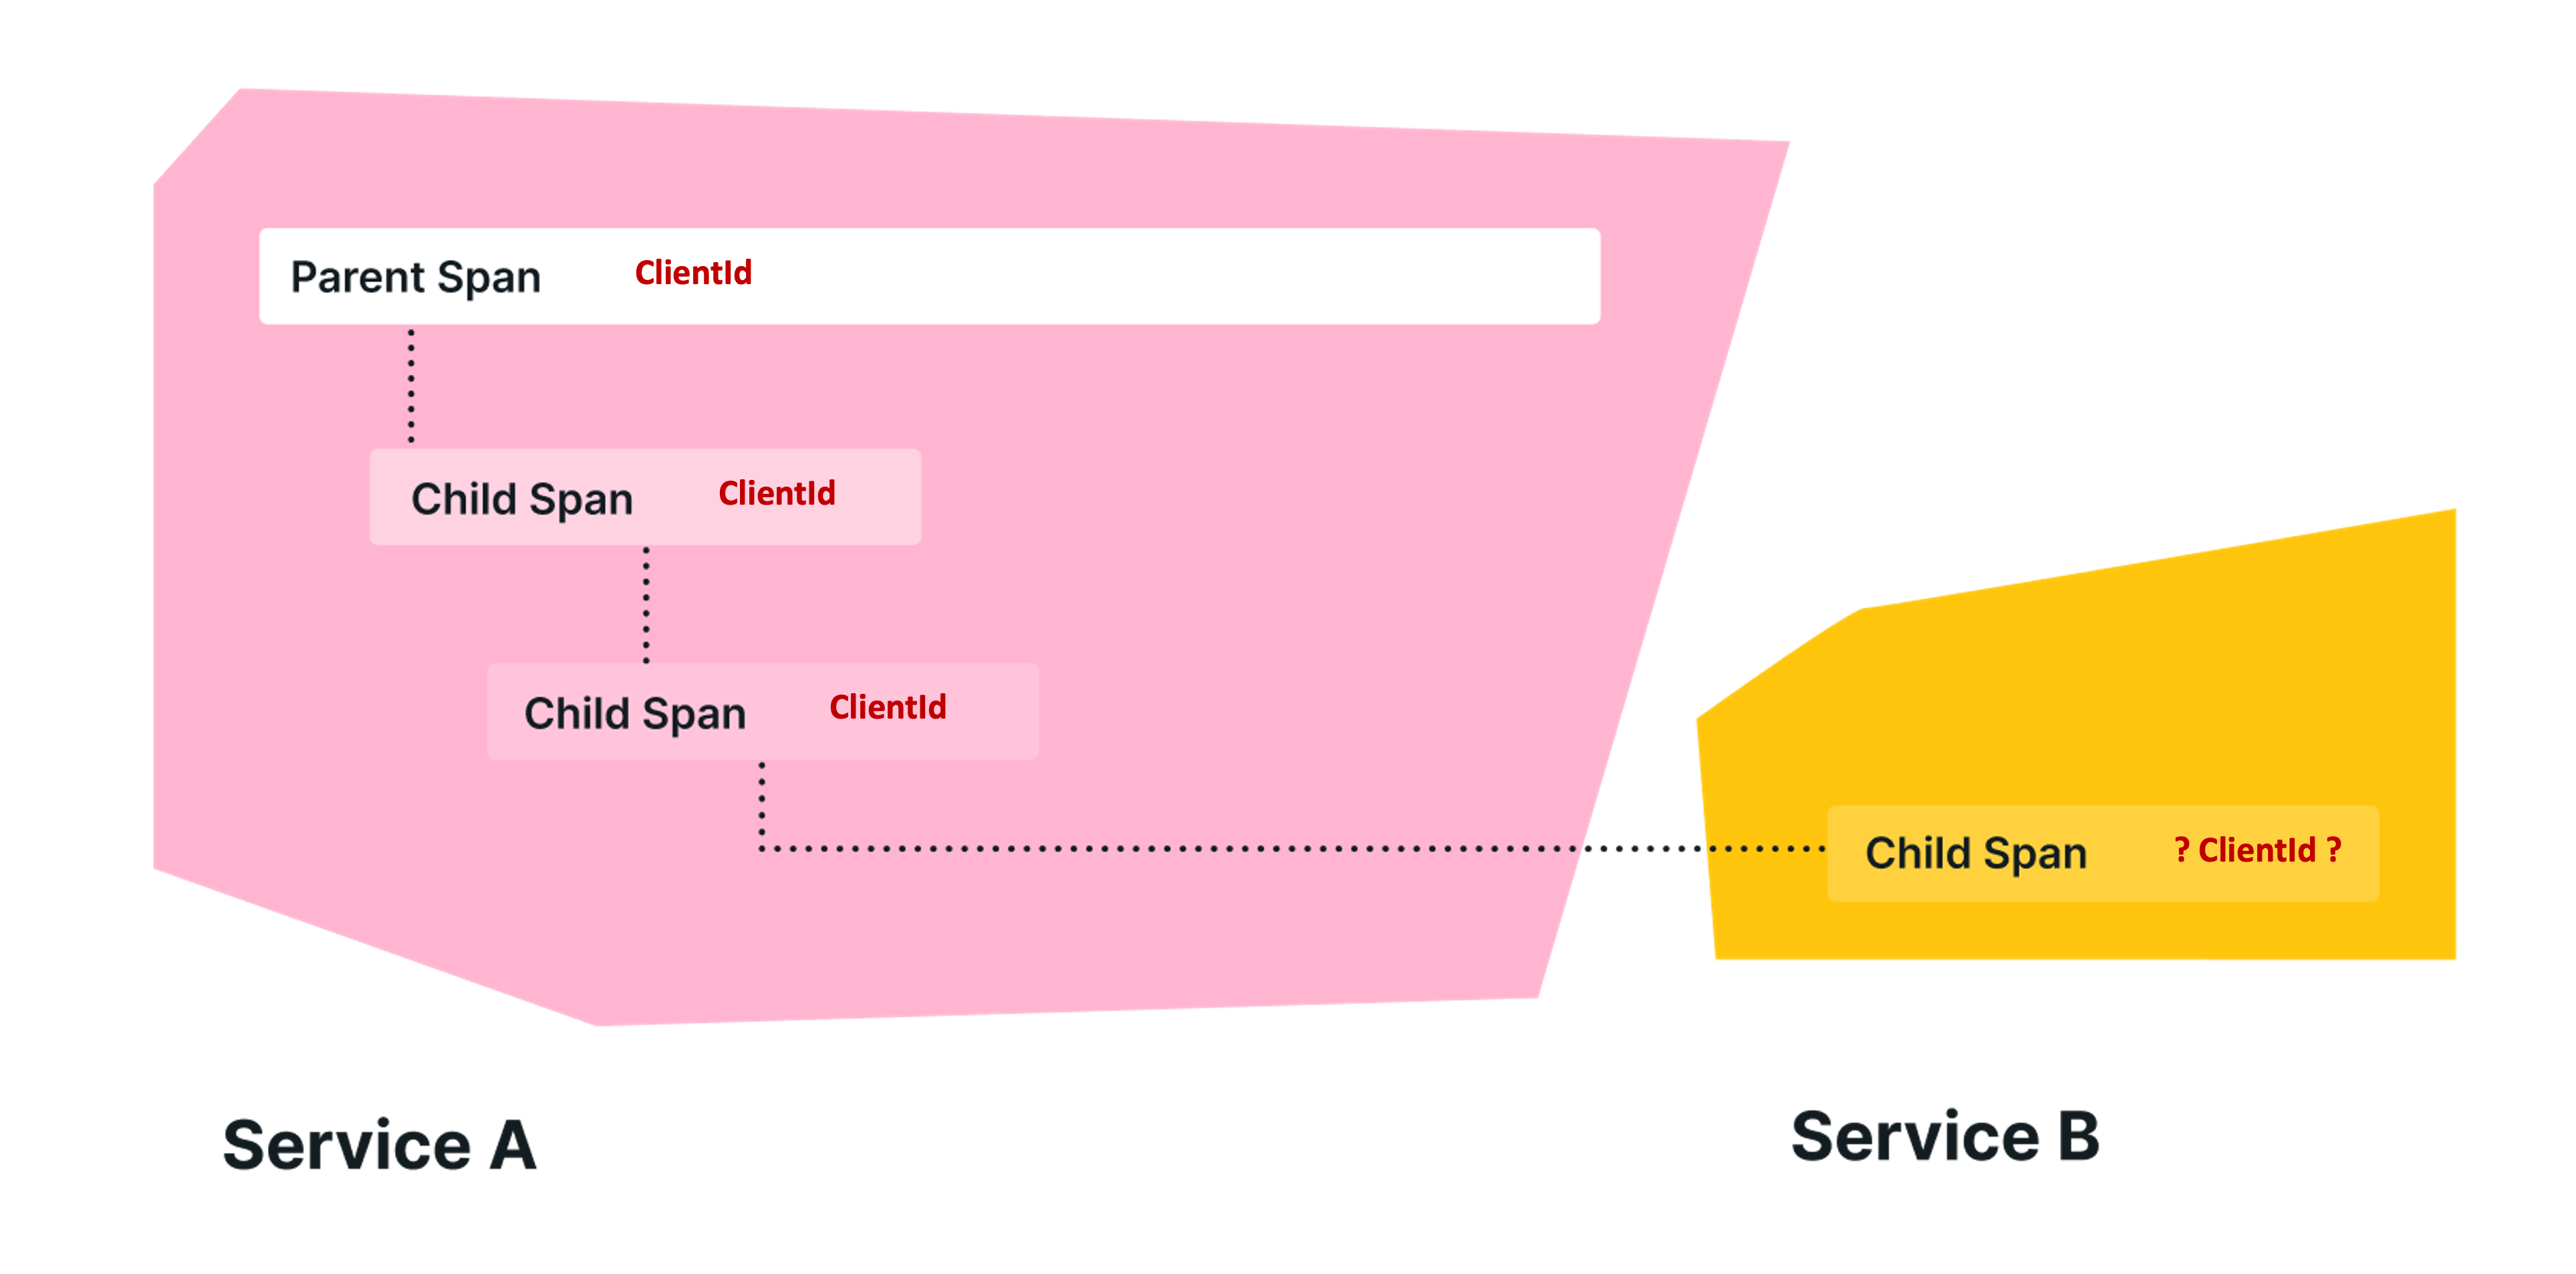 Parent Span ClientId
Child Span ClientId
Child Span ClientId
Child Span ? ClientId ?
Service A
Service B